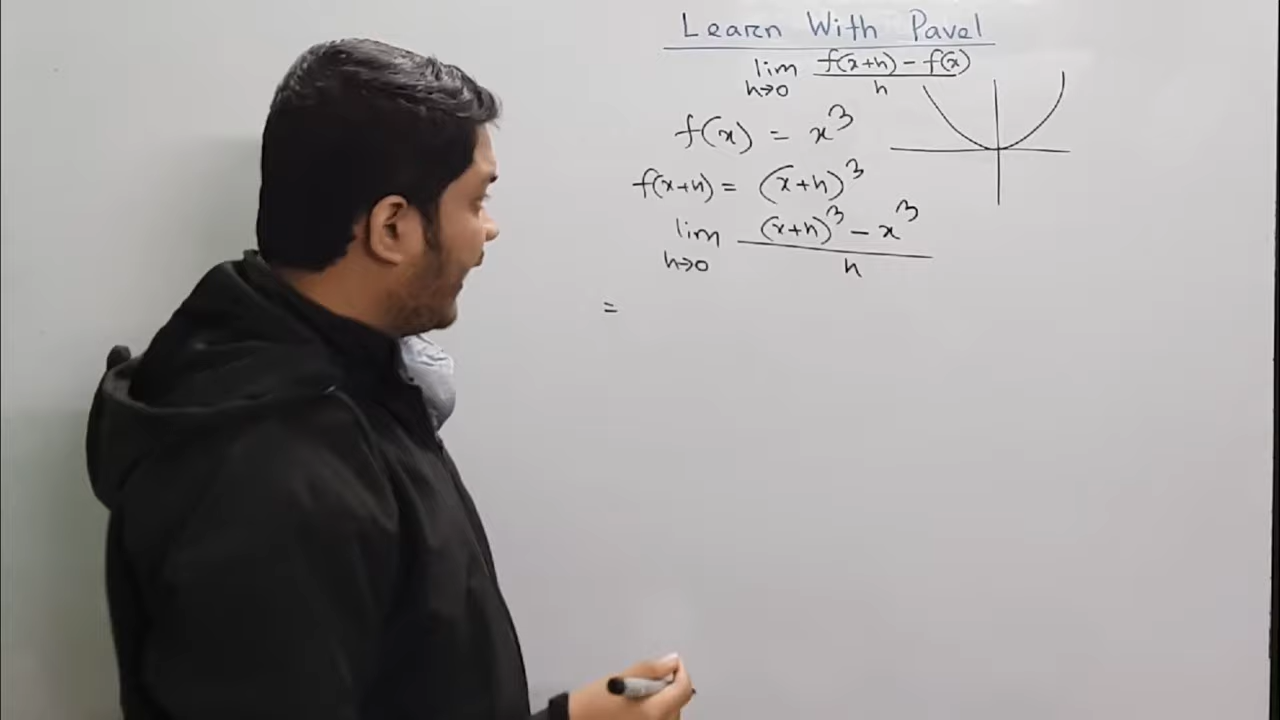 Learn With Pavel
lim h→0 f(x+h) - f(x) / h
f(x) = x³
f(x+h) = (x+h)³
lim h→0 (x+h)³ - x³ / h
=